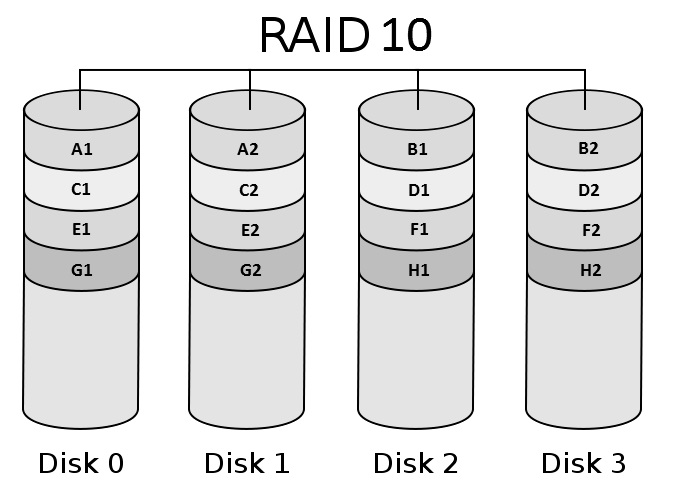 RAID 10
A1 A2 B1 B2
C1 C2 D1 D2
E1 E2 F1 F2
G1 G2 H1 H2
Disk 0 Disk 1 Disk 2 Disk 3